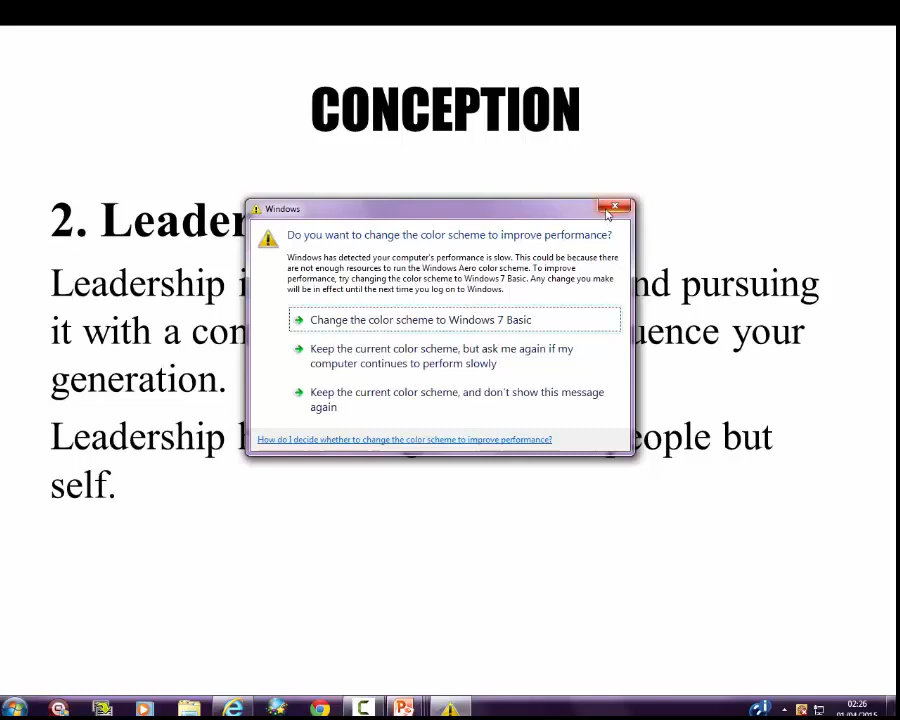 CONCEPTION
2. Leader
Leadership
nd pursuing
it with a con
uence your
generation.
Leadership
eople but
self.
Windows
Do you want to change the color scheme to improve performance?
Windows has detected your computer's performance is slow. This could be because there
are not enough resources to run the Windows Aero color scheme. To improve
performance, try changing the color scheme to Windows 7 Basic. Any change you make
will be in effect until the next time you log on to Windows.
Change the color scheme to Windows 7 Basic
Keep the current color scheme, but ask me again if my
computer continues to perform slowly
Keep the current color scheme, and don't show this message
again
How do I decide whether to change the color scheme to improve performance?
02:26
01/04/2015